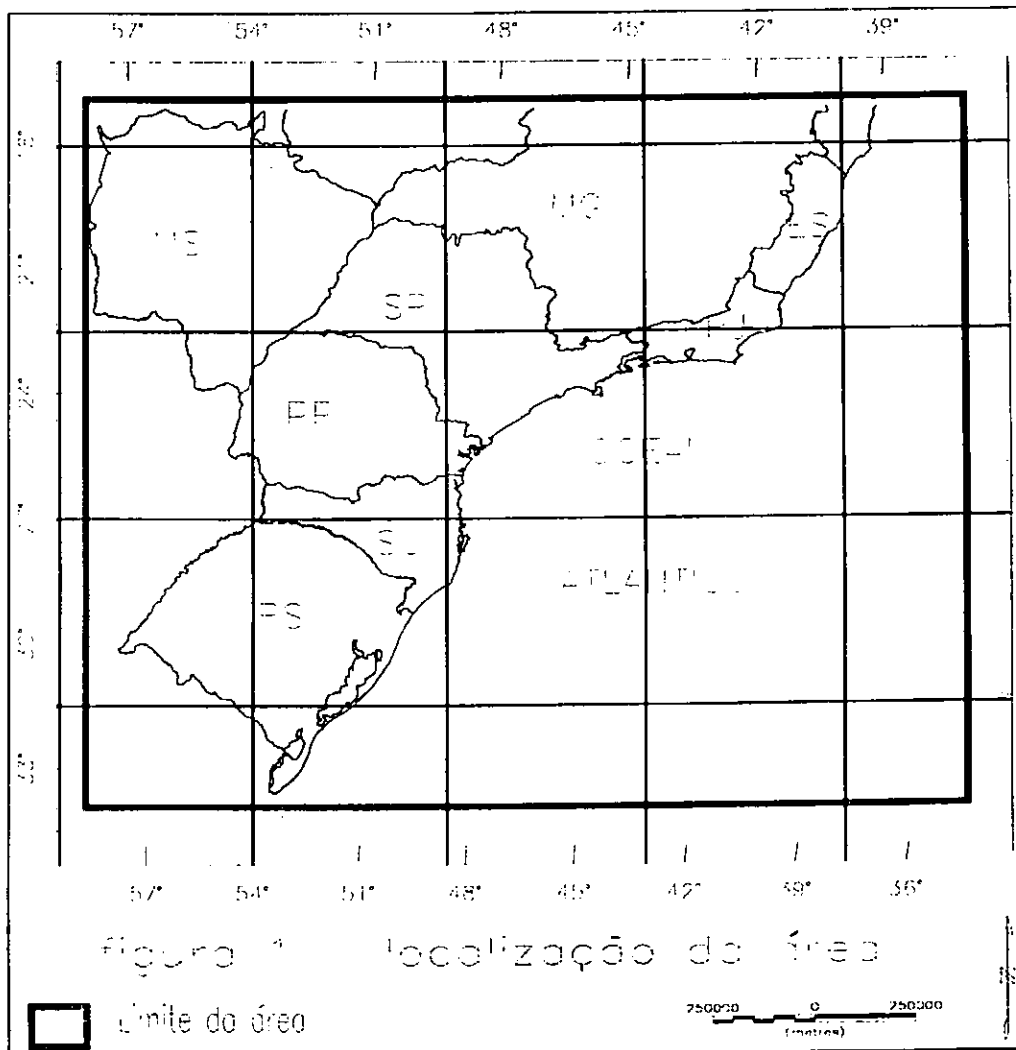 57° 54° 51° 48° 45° 42° 39°
MS
MG
ES
SP
RJ
PR
SC
ATLANTICO
RS
57° 54° 51° 48° 45° 42° 39° 36°
figura 1 localização da área
Limite da área
250000 0 250000
(metros)